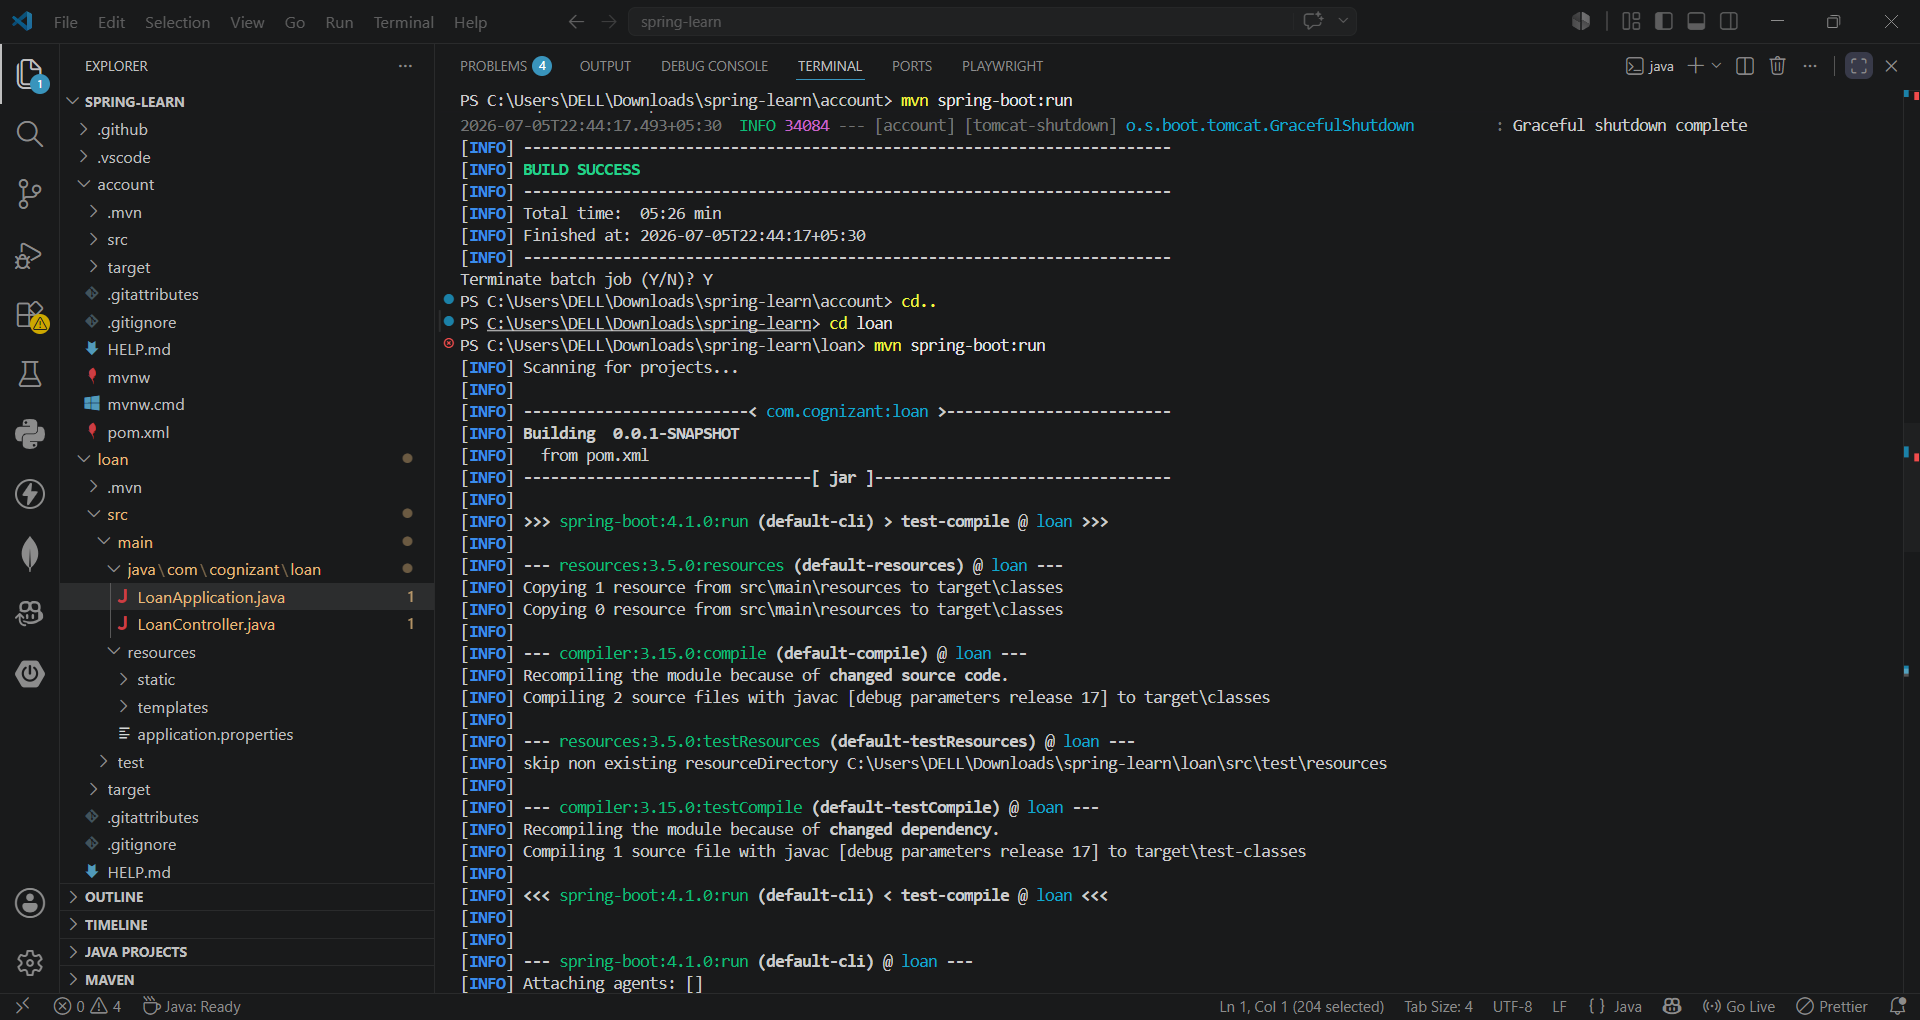 File Edit Selection View Go Run Terminal Help
spring-learn
EXPLORER
SPRING-LEARN
.github
.vscode
account
.mvn
src
target
.gitattributes
.gitignore
HELP.md
mvnw
mvnw.cmd
pom.xml
loan
.mvn
src
main
java\com\cognizant\loan
LoanApplication.java 1
LoanController.java 1
resources
static
templates
application.properties
test
target
.gitattributes
.gitignore
HELP.md
OUTLINE
TIMELINE
JAVA PROJECTS
MAVEN
1
PROBLEMS 4 OUTPUT DEBUG CONSOLE TERMINAL PORTS PLAYWRIGHT
java
PS C:\Users\DELL\Downloads\spring-learn\account> mvn spring-boot:run
2026-07-05T22:44:17.493+05:30  INFO 34084 --- [account] [tomcat-shutdown] o.s.boot.tomcat.GracefulShutdown         : Graceful shutdown complete
[INFO] ------------------------------------------------------------------------
[INFO] BUILD SUCCESS
[INFO] ------------------------------------------------------------------------
[INFO] Total time:  05:26 min
[INFO] Finished at: 2026-07-05T22:44:17+05:30
[INFO] ------------------------------------------------------------------------
Terminate batch job (Y/N)? Y
PS C:\Users\DELL\Downloads\spring-learn\account> cd..
PS C:\Users\DELL\Downloads\spring-learn> cd loan
PS C:\Users\DELL\Downloads\spring-learn\loan> mvn spring-boot:run
[INFO] Scanning for projects...
[INFO]
[INFO] -------------------------< com.cognizant:loan >-------------------------
[INFO] Building  0.0.1-SNAPSHOT
[INFO]   from pom.xml
[INFO] --------------------------------[ jar ]---------------------------------
[INFO]
[INFO] >>> spring-boot:4.1.0:run (default-cli) > test-compile @ loan >>>
[INFO]
[INFO] --- resources:3.5.0:resources (default-resources) @ loan ---
[INFO] Copying 1 resource from src\main\resources to target\classes
[INFO] Copying 0 resource from src\main\resources to target\classes
[INFO]
[INFO] --- compiler:3.15.0:compile (default-compile) @ loan ---
[INFO] Recompiling the module because of changed source code.
[INFO] Compiling 2 source files with javac [debug parameters release 17] to target\classes
[INFO]
[INFO] --- resources:3.5.0:testResources (default-testResources) @ loan ---
[INFO] skip non existing resourceDirectory C:\Users\DELL\Downloads\spring-learn\loan\src\test\resources
[INFO]
[INFO] --- compiler:3.15.0:testCompile (default-testCompile) @ loan ---
[INFO] Recompiling the module because of changed dependency.
[INFO] Compiling 1 source file with javac [debug parameters release 17] to target\test-classes
[INFO]
[INFO] <<< spring-boot:4.1.0:run (default-cli) < test-compile @ loan <<<
[INFO]
[INFO]
[INFO] --- spring-boot:4.1.0:run (default-cli) @ loan ---
[INFO] Attaching agents: []
0 4 Java: Ready Ln 1, Col 1 (204 selected) Tab Size: 4 UTF-8 LF { } Java Go Live Prettier